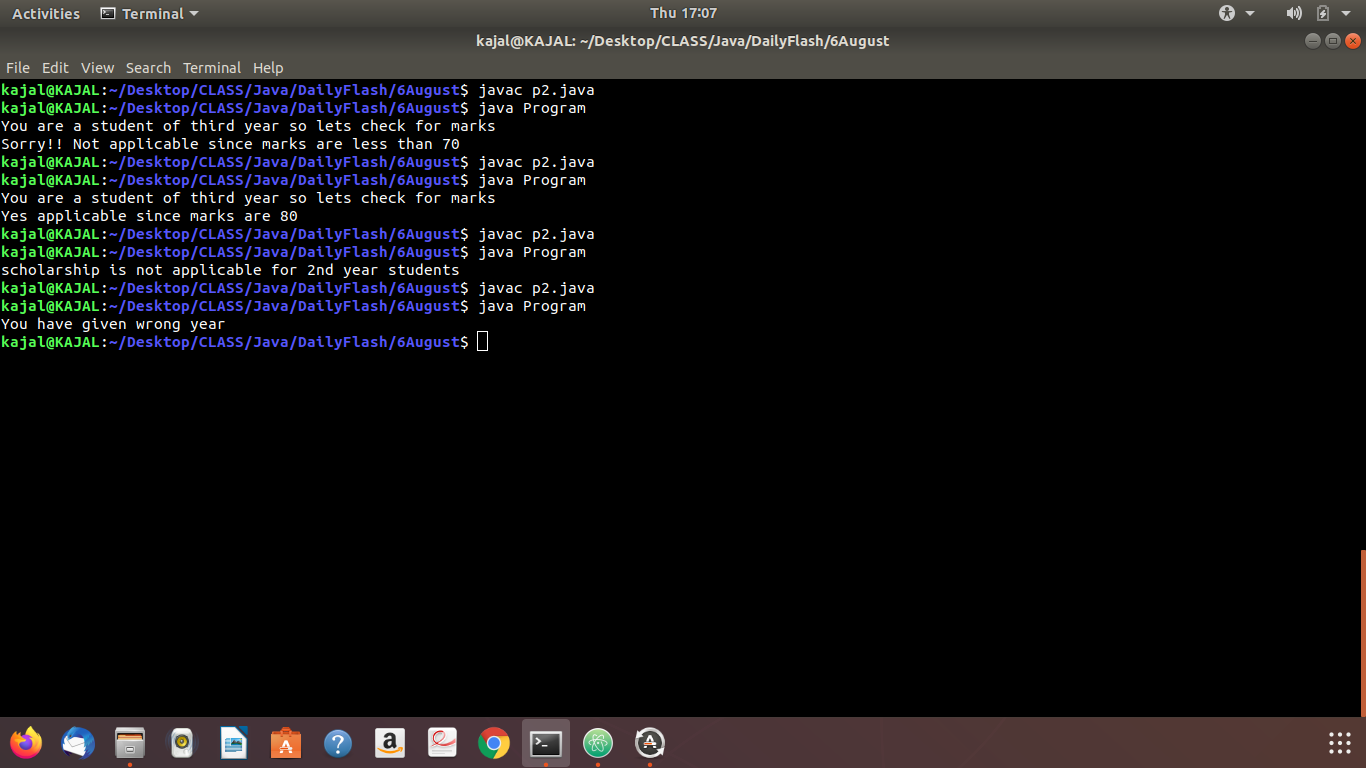 Activities Terminal Thu 17:07
kajal@KAJAL: ~/Desktop/CLASS/Java/DailyFlash/6August
File Edit View Search Terminal Help
kajal@KAJAL:~/Desktop/CLASS/Java/DailyFlash/6August$ javac p2.java
kajal@KAJAL:~/Desktop/CLASS/Java/DailyFlash/6August$ java Program
You are a student of third year so lets check for marks
Sorry!! Not applicable since marks are less than 70
kajal@KAJAL:~/Desktop/CLASS/Java/DailyFlash/6August$ javac p2.java
kajal@KAJAL:~/Desktop/CLASS/Java/DailyFlash/6August$ java Program
You are a student of third year so lets check for marks
Yes applicable since marks are 80
kajal@KAJAL:~/Desktop/CLASS/Java/DailyFlash/6August$ javac p2.java
kajal@KAJAL:~/Desktop/CLASS/Java/DailyFlash/6August$ java Program
scholarship is not applicable for 2nd year students
kajal@KAJAL:~/Desktop/CLASS/Java/DailyFlash/6August$ javac p2.java
kajal@KAJAL:~/Desktop/CLASS/Java/DailyFlash/6August$ java Program
You have given wrong year
kajal@KAJAL:~/Desktop/CLASS/Java/DailyFlash/6August$